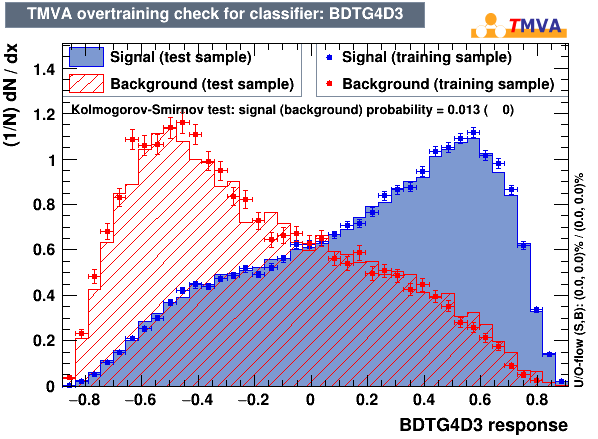 TMVA overtraining check for classifier: BDTG4D3
TMVA
Signal (test sample)
Background (test sample)
Signal (training sample)
Background (training sample)
Kolmogorov-Smirnov test: signal (background) probability = 0.013 ( 0)
(1/N) dN / dx
1.4
1.2
1
0.8
0.6
0.4
0.2
0
−0.8 −0.6 −0.4 −0.2 0 0.2 0.4 0.6 0.8
BDTG4D3 response
U/O-flow (S,B): (0.0, 0.0)% / (0.0, 0.0)%